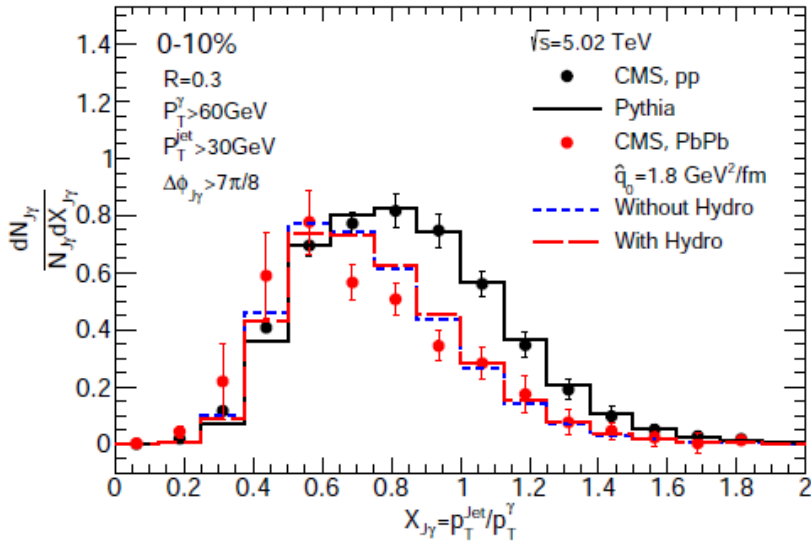 0-10%
R=0.3
P_T^γ>60GeV
P_T^jet>30GeV
Δϕ_Jγ>7π/8
√s=5.02 TeV
CMS, pp
Pythia
CMS, PbPb
q̂_0=1.8 GeV²/fm
Without Hydro
With Hydro
dN_Jγ
N_Jγ dX_Jγ
1.4
1.2
1
0.8
0.6
0.4
0.2
0
0 0.2 0.4 0.6 0.8 1 1.2 1.4 1.6 1.8 2
X_Jγ=p_T^Jet/p_T^γ